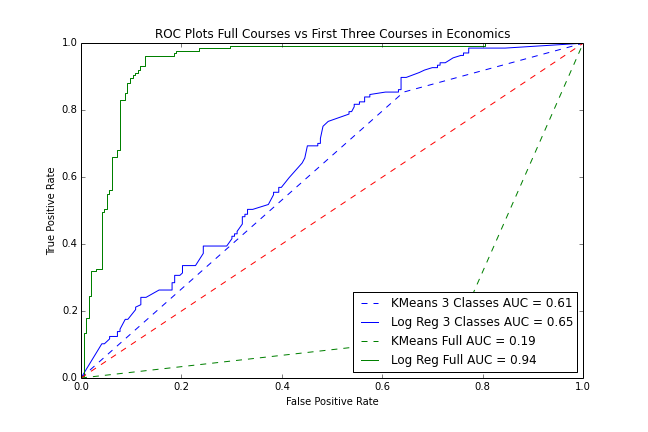 ROC Plots Full Courses vs First Three Courses in Economics
1.0
0.8
0.6
0.4
0.2
0.0
True Positive Rate
KMeans 3 Classes AUC = 0.61
Log Reg 3 Classes AUC = 0.65
KMeans Full AUC = 0.19
Log Reg Full AUC = 0.94
0.0 0.2 0.4 0.6 0.8 1.0
False Positive Rate